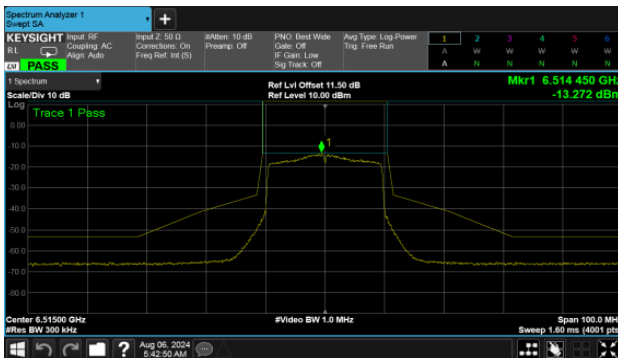 Spectrum Analyzer 1
Swept SA
KEYSIGHT
RL
LXI
PASS
Input: RF
Coupling: AC
Align: Auto
Input Z: 50 Ω
Corrections: On
Freq Ref: Int (S)
#Atten: 10 dB
Preamp: Off
PNO: Best Wide
Gate: Off
IF Gain: Low
Sig Track: Off
Avg Type: Log-Power
Trig: Free Run
1 2 3 4 5 6
A W W W W W
A N N N N N
1 Spectrum
Scale/Div 10 dB
Ref Lvl Offset 11.50 dB
Ref Level 10.00 dBm
Mkr1 6.514 450 GHz
-13.272 dBm
Log
Trace 1 Pass
0.00
-10.0
1
-20.0
-30.0
-40.0
-50.0
-60.0
-70.0
-80.0
Center 6.51500 GHz
#Video BW 1.0 MHz
Span 100.0 MHz
#Res BW 300 kHz
Sweep 1.60 ms (4001 pts)
?
Aug 06, 2024
5:42:50 AM